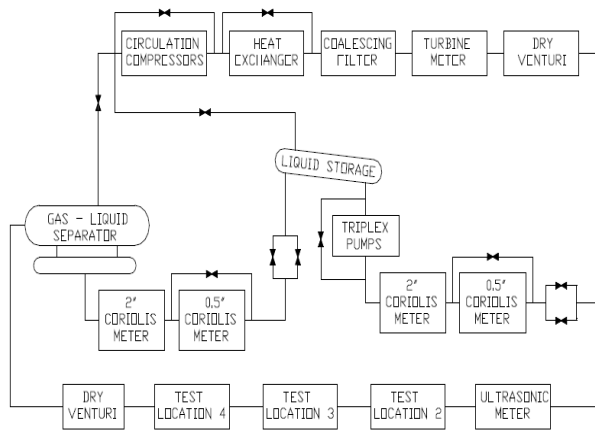 CIRCULATION
COMPRESSORS
HEAT
EXCHANGER
COALESCING
FILTER
TURBINE
METER
DRY
VENTURI
LIQUID STORAGE
GAS - LIQUID
SEPARATOR
TRIPLEX
PUMPS
2"
CORIOLIS
METER
0.5"
CORIOLIS
METER
2"
CORIOLIS
METER
0.5"
CORIOLIS
METER
DRY
VENTURI
TEST
LOCATION 4
TEST
LOCATION 3
TEST
LOCATION 2
ULTRASONIC
METER